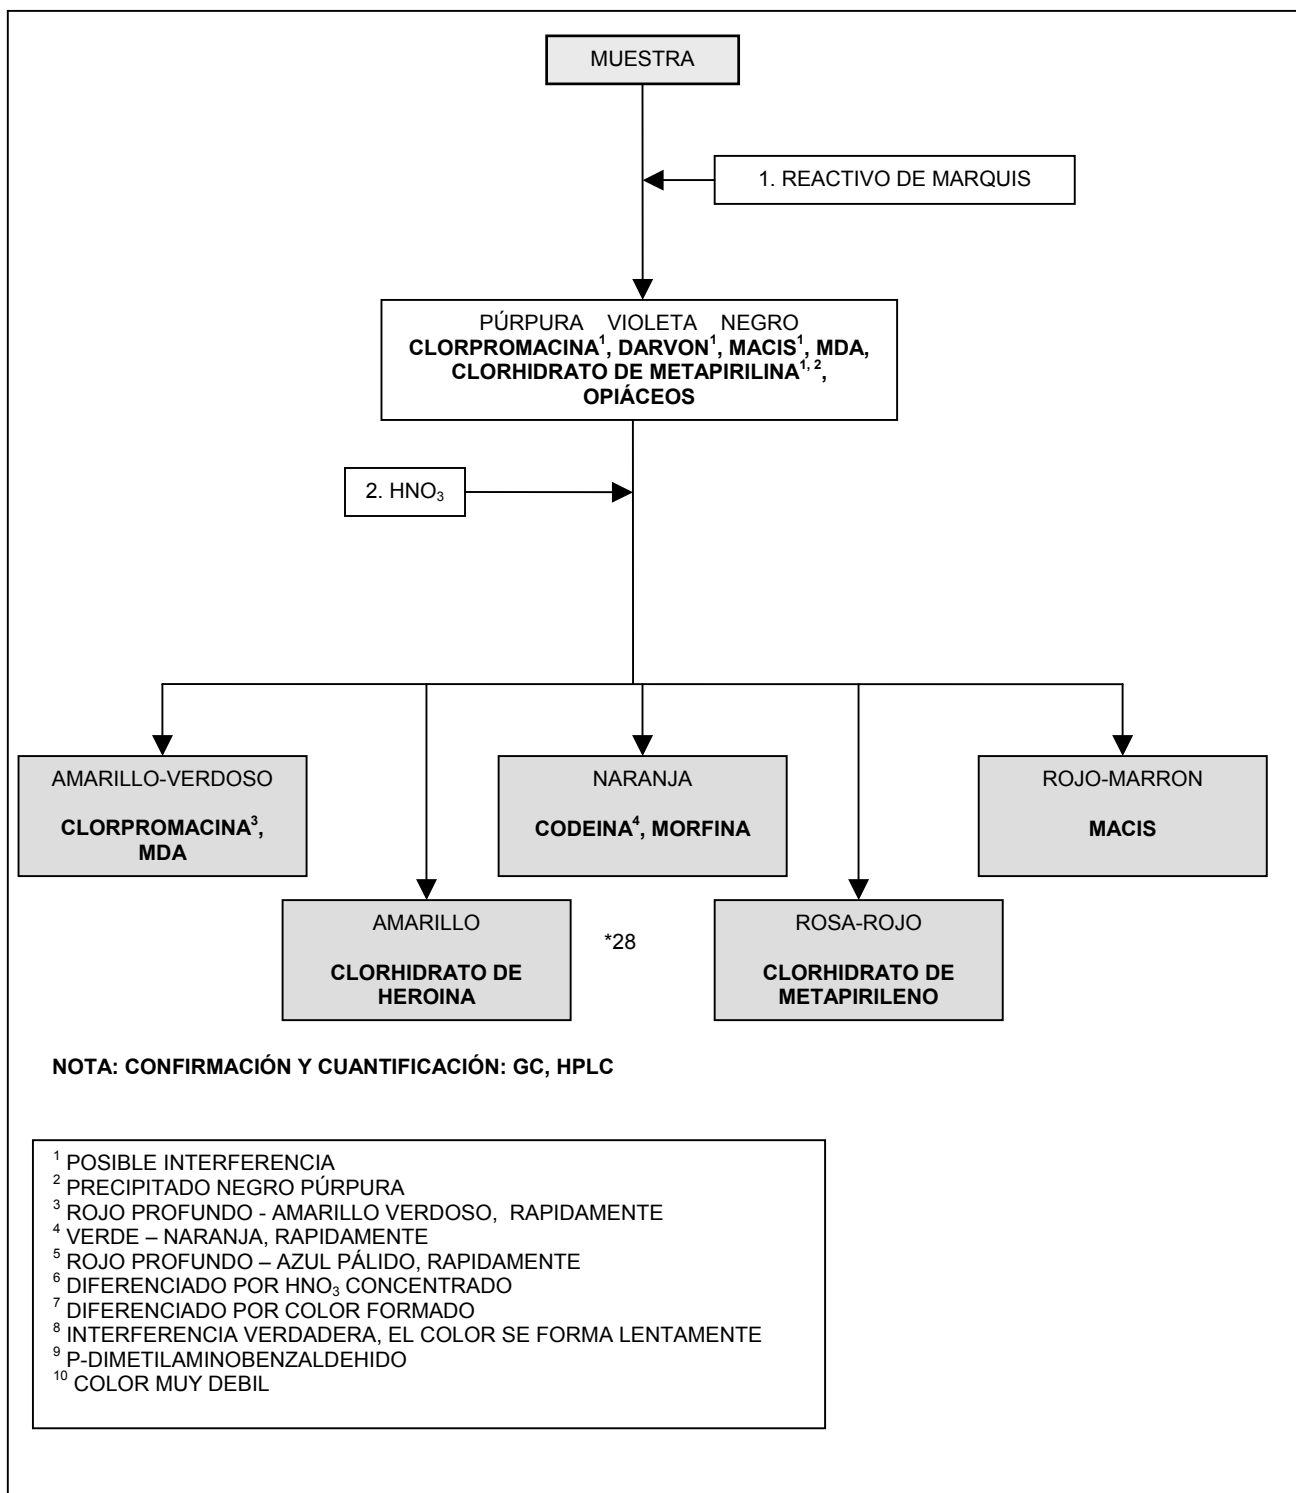 MUESTRA
1. REACTIVO DE MARQUIS
PÚRPURA VIOLETA NEGRO
CLORPROMACINA¹, DARVON¹, MACIS¹, MDA,
CLORHIDRATO DE METAPIRILINA¹˒ ²,
OPIÁCEOS
2. HNO₃
AMARILLO-VERDOSO
CLORPROMACINA³,
MDA
NARANJA
CODEINA⁴, MORFINA
ROJO-MARRON
MACIS
AMARILLO
CLORHIDRATO DE
HEROINA
*28
ROSA-ROJO
CLORHIDRATO DE
METAPIRILENO
NOTA: CONFIRMACIÓN Y CUANTIFICACIÓN: GC, HPLC
¹ POSIBLE INTERFERENCIA
² PRECIPITADO NEGRO PÚRPURA
³ ROJO PROFUNDO - AMARILLO VERDOSO, RAPIDAMENTE
⁴ VERDE – NARANJA, RAPIDAMENTE
⁵ ROJO PROFUNDO – AZUL PÁLIDO, RAPIDAMENTE
⁶ DIFERENCIADO POR HNO₃ CONCENTRADO
⁷ DIFERENCIADO POR COLOR FORMADO
⁸ INTERFERENCIA VERDADERA, EL COLOR SE FORMA LENTAMENTE
⁹ P-DIMETILAMINOBENZALDEHIDO
¹⁰ COLOR MUY DEBIL